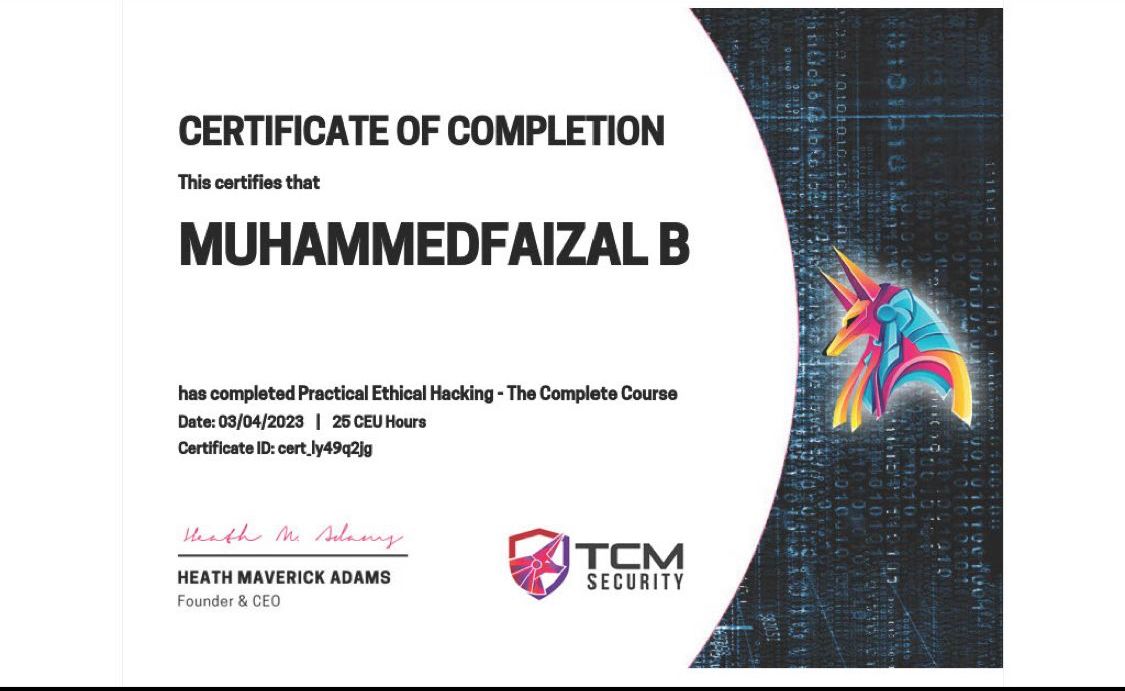 CERTIFICATE OF COMPLETION
This certifies that
MUHAMMEDFAIZAL B
has completed Practical Ethical Hacking - The Complete Course
Date: 03/04/2023 | 25 CEU Hours
Certificate ID: cert_ly49q2jg
Heath M. Adams
HEATH MAVERICK ADAMS
Founder & CEO
TCM
SECURITY